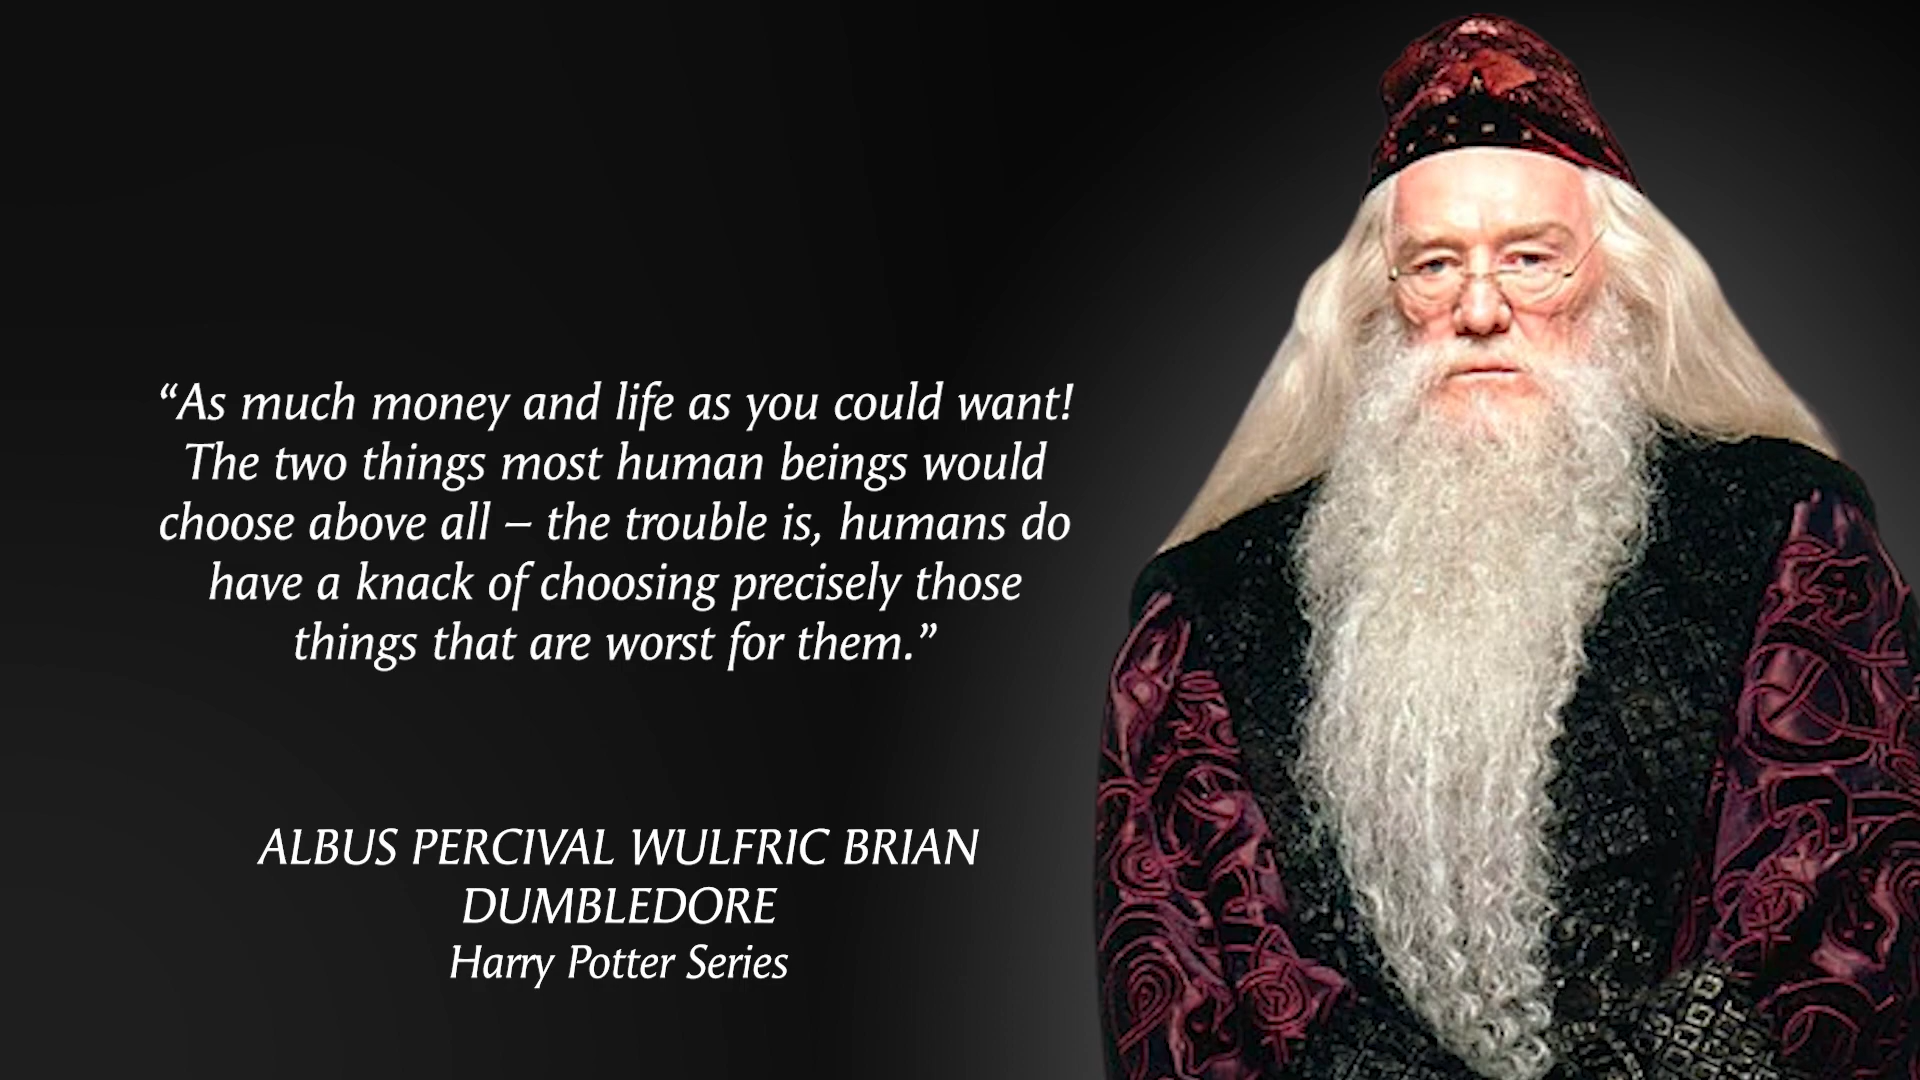 “As much money and life as you could want!
The two things most human beings would
choose above all – the trouble is, humans do
have a knack of choosing precisely those
things that are worst for them.”
ALBUS PERCIVAL WULFRIC BRIAN
DUMBLEDORE
Harry Potter Series